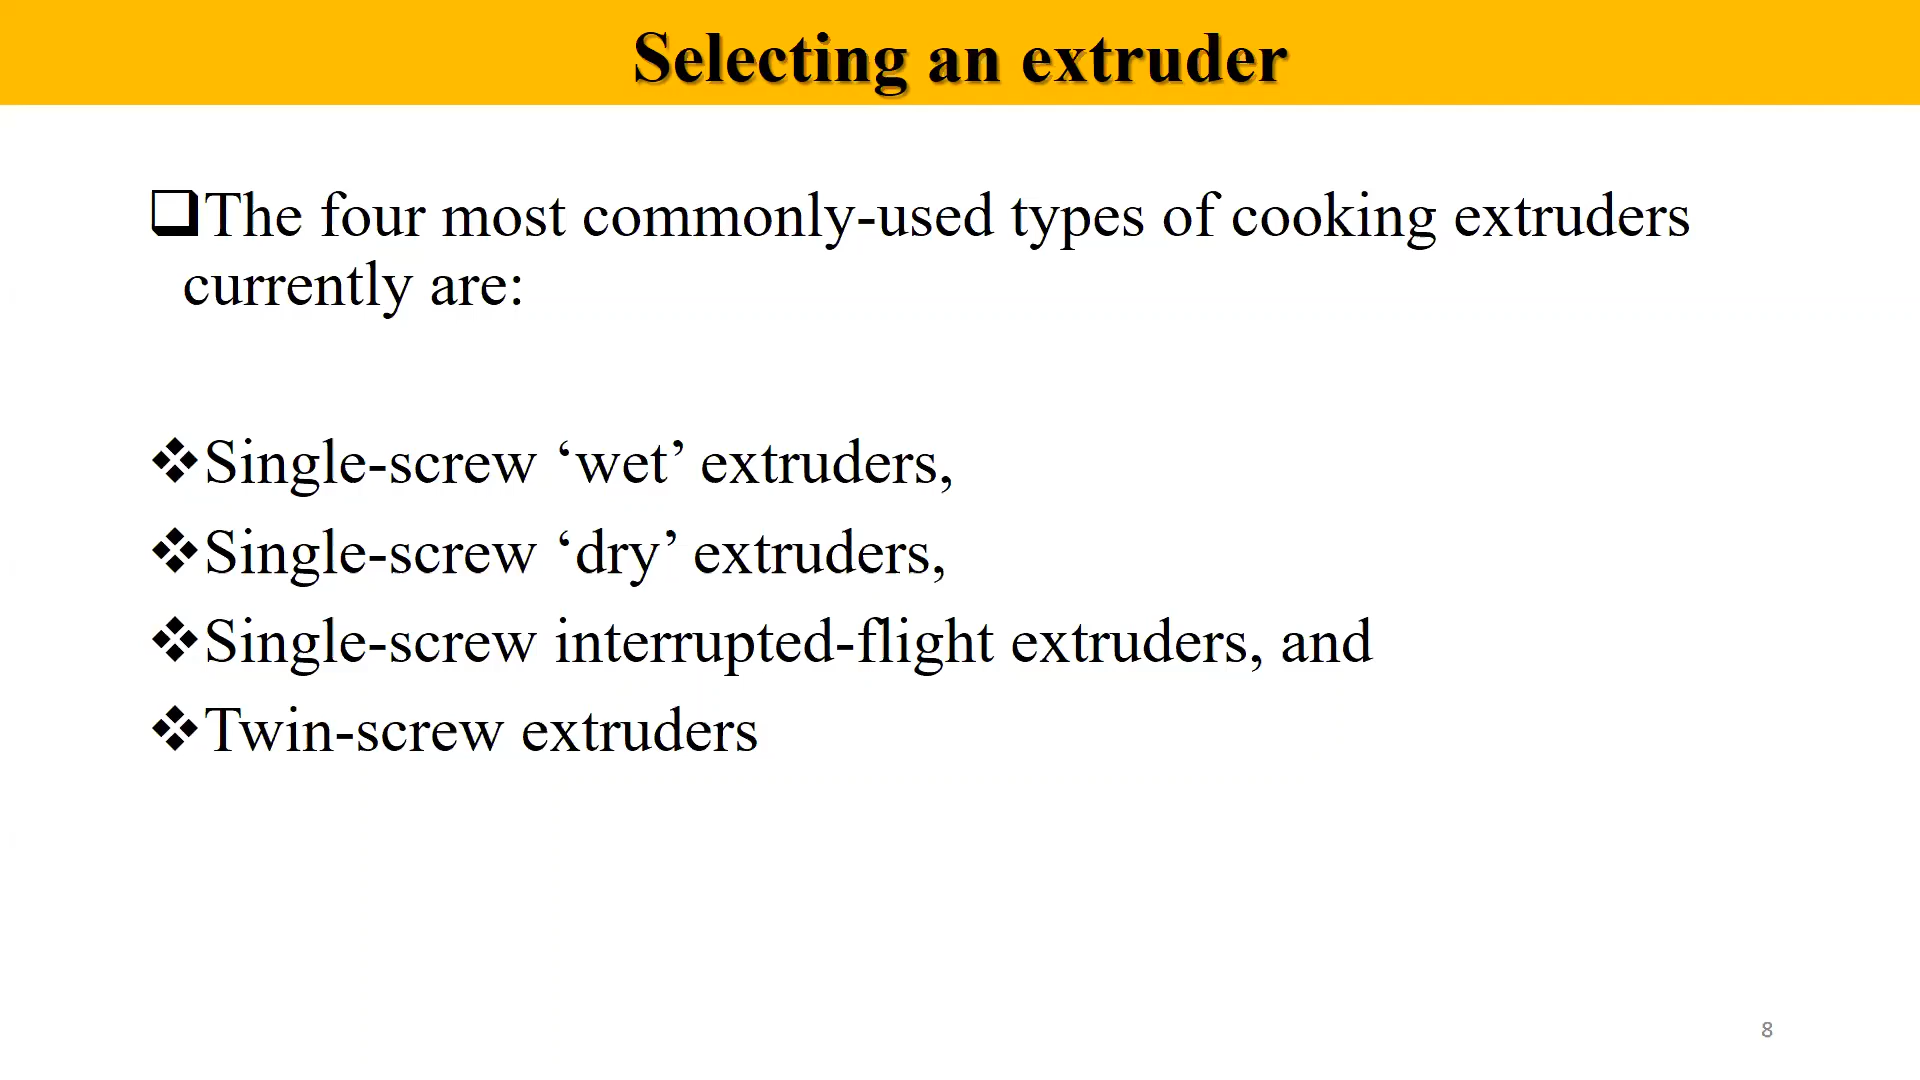 Selecting an extruder
❑The four most commonly-used types of cooking extruders
currently are:
❖Single-screw ‘wet’ extruders,
❖Single-screw ‘dry’ extruders,
❖Single-screw interrupted-flight extruders, and
❖Twin-screw extruders
8